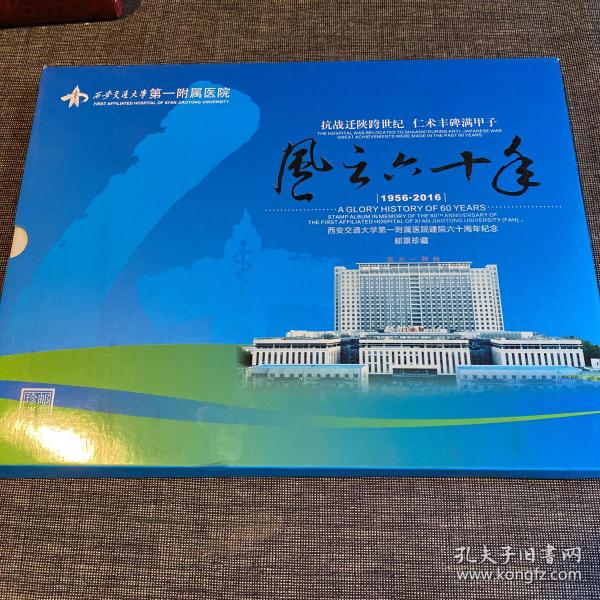 西安交通大学第一附属医院
FIRST AFFILIATED HOSPITAL OF XI'AN JIAOTONG UNIVERSITY
抗战迁陕跨世纪 仁术丰碑满甲子
THE HOSPITAL WAS RELOCATED TO SHAANXI DURING ANTI-JAPANESE WAR
GREAT ACHIEVEMENTS WERE MADE IN THE PAST 60 YEARS
風云六十年
1956-2016
A GLORY HISTORY OF 60 YEARS
STAMP ALBUM IN MEMORY OF THE 60TH ANNIVERSARY OF
THE FIRST AFFILIATED HOSPITAL OF XI'AN JIAOTONG UNIVERSITY (FAH)。
西安交通大学第一附属医院建院六十周年纪念
邮票珍藏
孔夫子旧书网
www.kongfz.com